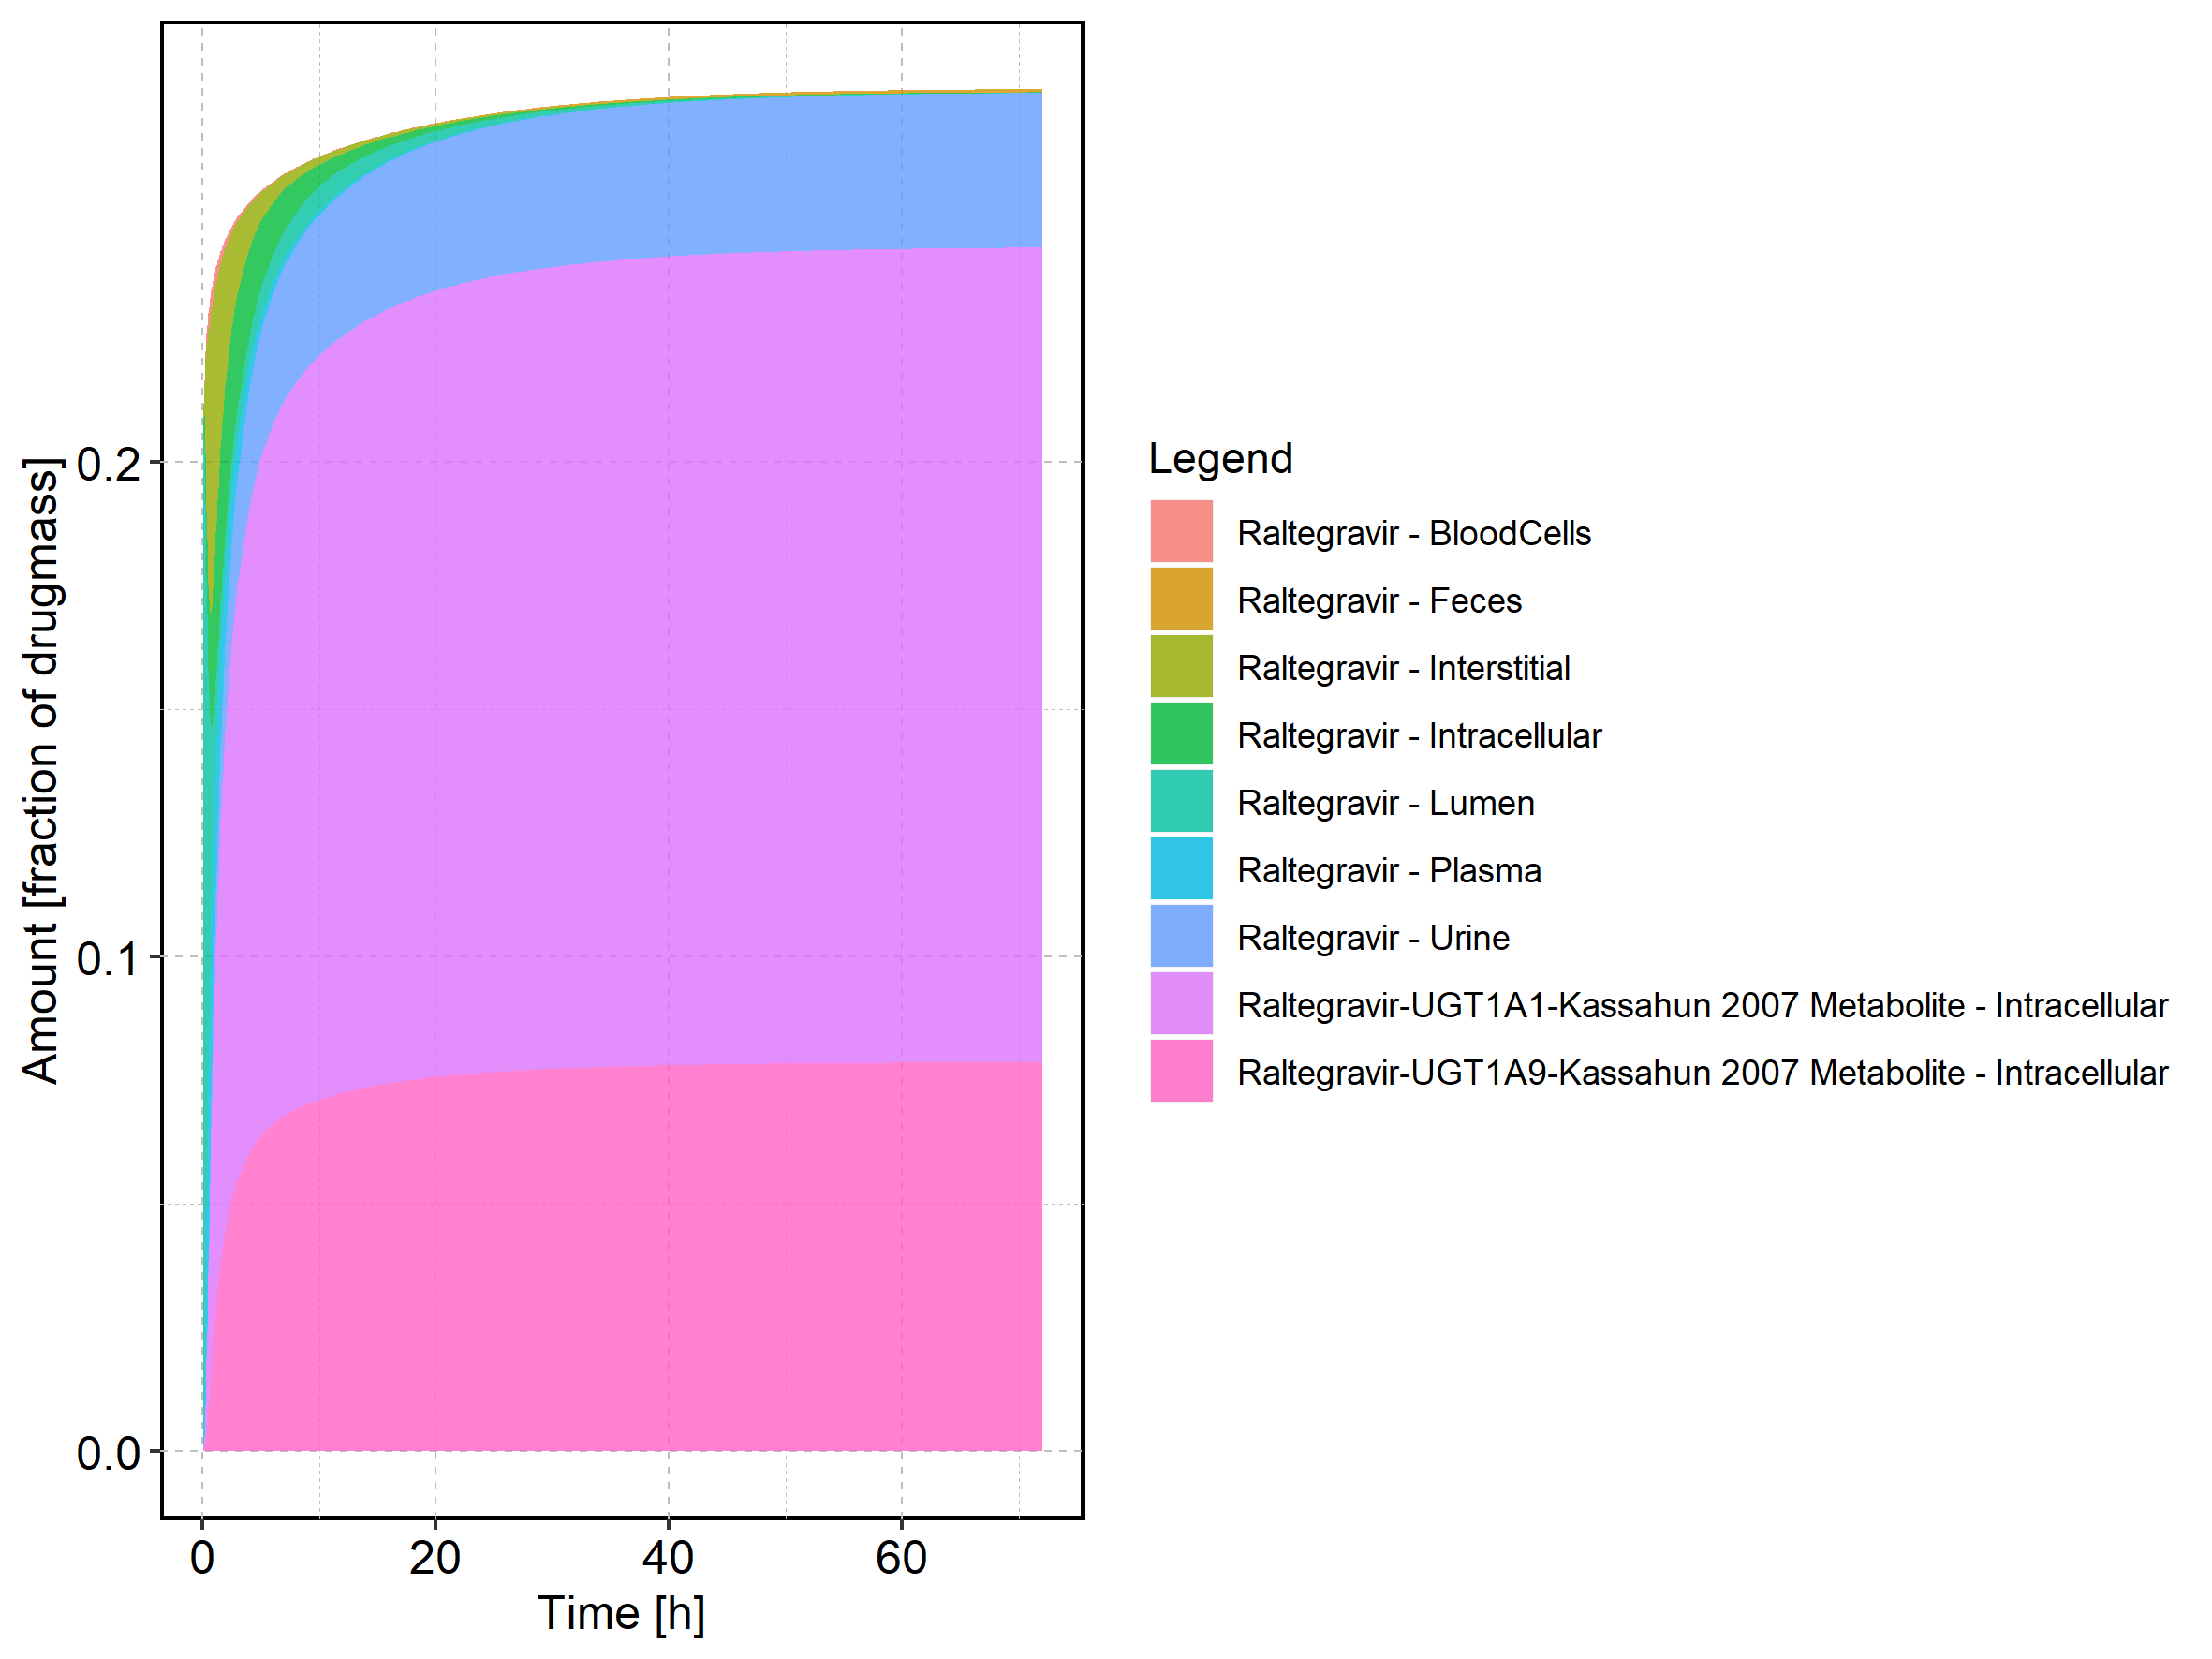 Amount [fraction of drugmass]
0.2
0.1
0.0
0 20 40 60
Time [h]
Legend
Raltegravir - BloodCells
Raltegravir - Feces
Raltegravir - Interstitial
Raltegravir - Intracellular
Raltegravir - Lumen
Raltegravir - Plasma
Raltegravir - Urine
Raltegravir-UGT1A1-Kassahun 2007 Metabolite - Intracellular
Raltegravir-UGT1A9-Kassahun 2007 Metabolite - Intracellular